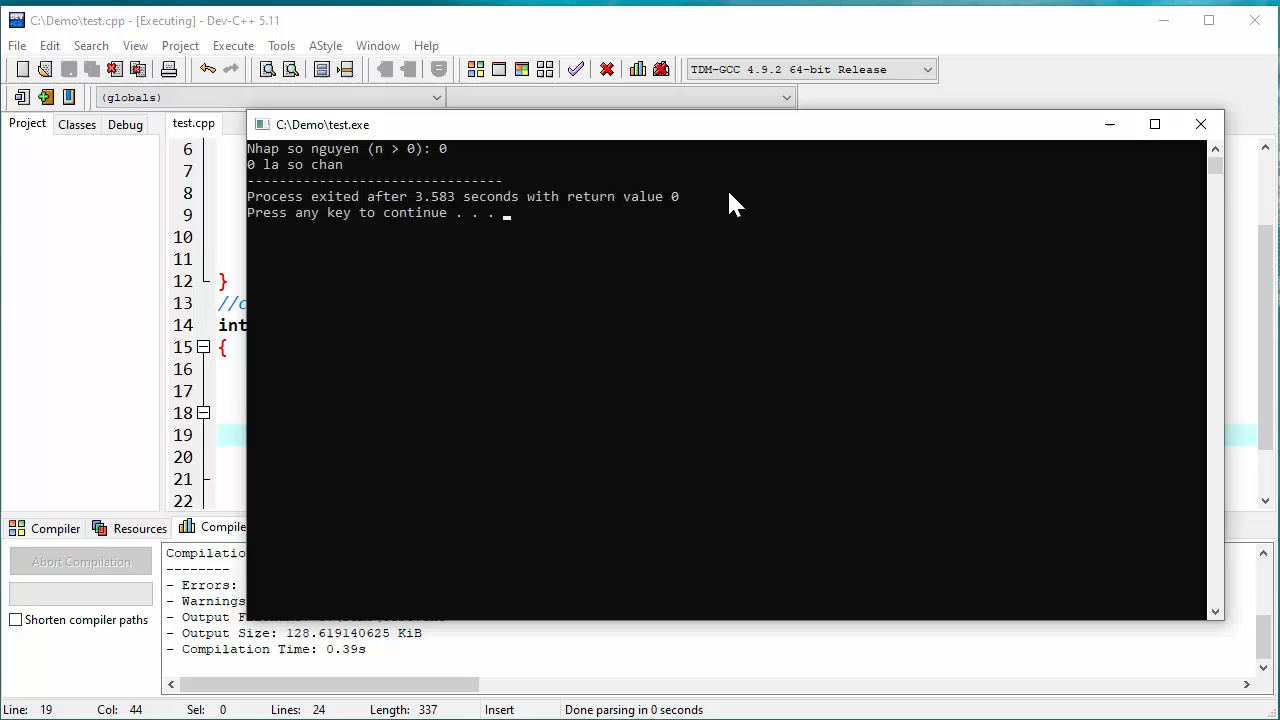 C:\Demo\test.cpp - [Executing] - Dev-C++ 5.11
File Edit Search View Project Execute Tools AStyle Window Help
TDM-GCC 4.9.2 64-bit Release
(globals)
Project Classes Debug
test.cpp
C:\Demo\test.exe
Nhap so nguyen (n > 0): 0
0 la so chan
--------------------------------
Process exited after 3.583 seconds with return value 0
Press any key to continue . . .
6
7
8
9
10
11
12 }
13 //c
14 int
15 {
16
17
18
19
20
21
22
Compiler Resources Compile
Abort Compilation
Shorten compiler paths
Compilatio
--------
- Errors:
- Warnings
- Output
- Output Size: 128.619140625 KiB
- Compilation Time: 0.39s
Line: 19 Col: 44 Sel: 0 Lines: 24 Length: 337 Insert Done parsing in 0 seconds